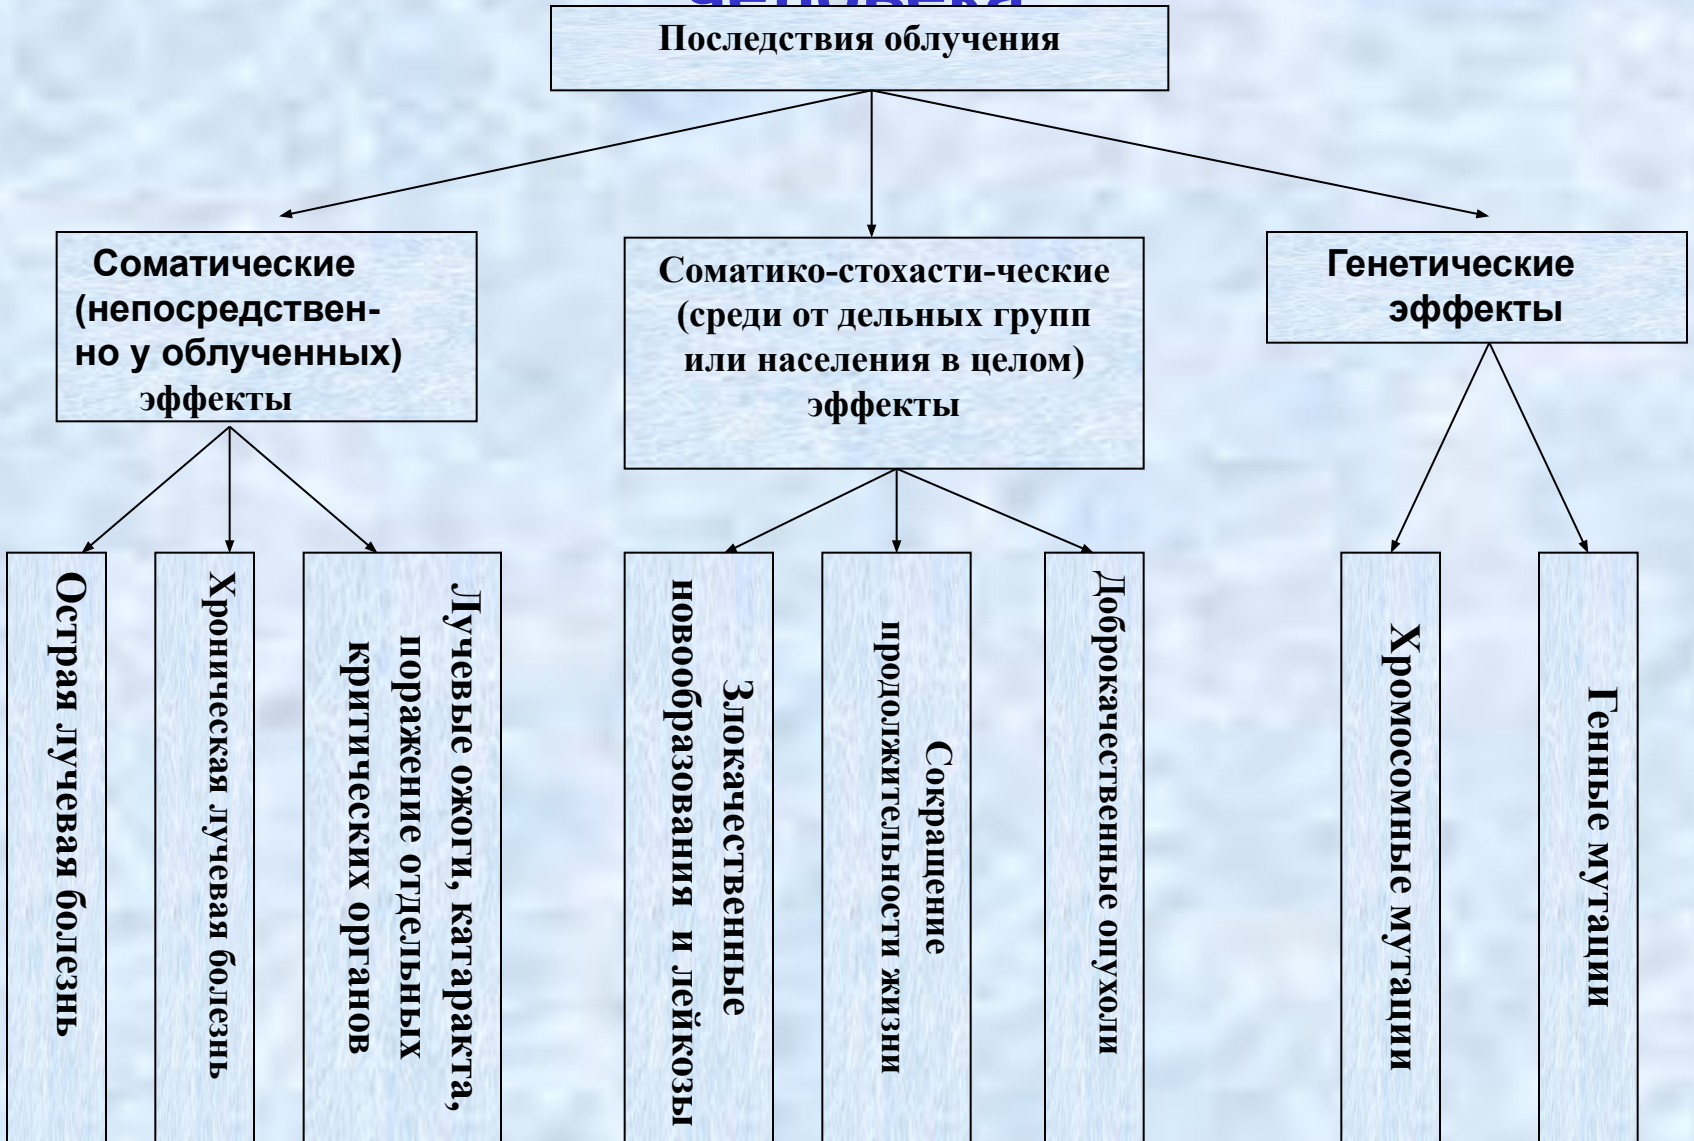 человека
Последствия облучения
Соматические
(непосредствен-
но у облученных)
эффекты
Соматико-стохасти-ческие
(среди от дельных групп
или населения в целом)
эффекты
Генетические
эффекты
Острая лучевая болезнь
Хроническая лучевая болезнь
Лучевые ожоги, катаракта,
поражение отдельных
критических органов
Злокачественные
новообразования и лейкозы
Сокращение
продолжительности жизни
Доброкачественные опухоли
Хромосомные мутации
Генные мутации